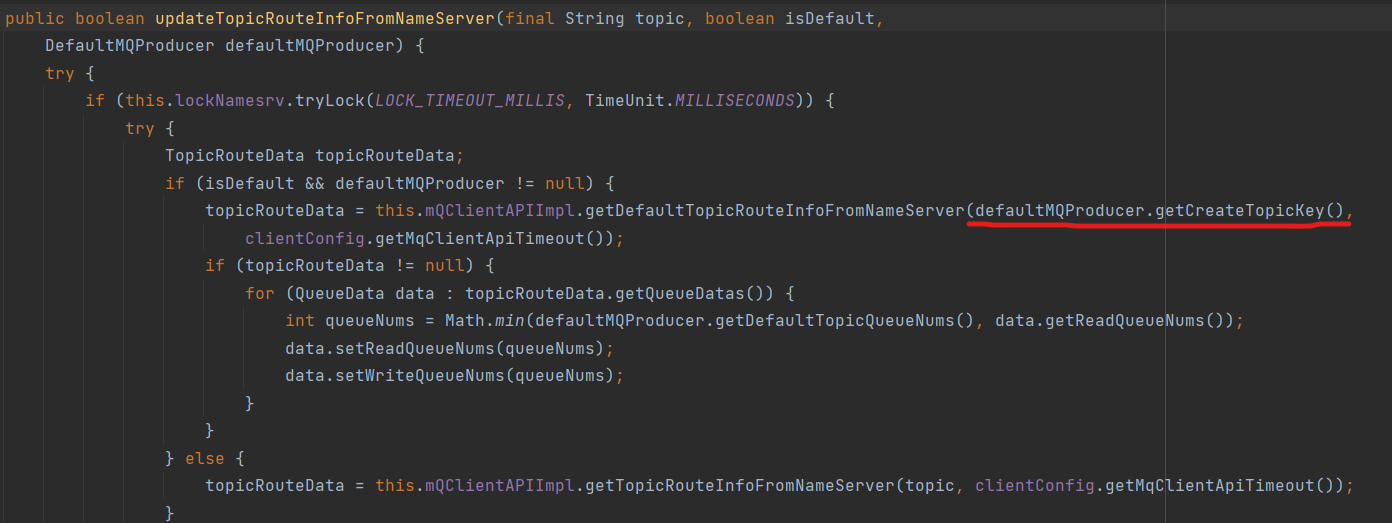 public boolean updateTopicRouteInfoFromNameServer(final String topic, boolean isDefault,
    DefaultMQProducer defaultMQProducer) {
    try {
        if (this.lockNamesrv.tryLock(LOCK_TIMEOUT_MILLIS, TimeUnit.MILLISECONDS)) {
            try {
                TopicRouteData topicRouteData;
                if (isDefault && defaultMQProducer != null) {
                    topicRouteData = this.mQClientAPIImpl.getDefaultTopicRouteInfoFromNameServer(defaultMQProducer.getCreateTopicKey(),
                        clientConfig.getMqClientApiTimeout());
                    if (topicRouteData != null) {
                        for (QueueData data : topicRouteData.getQueueDatas()) {
                            int queueNums = Math.min(defaultMQProducer.getDefaultTopicQueueNums(), data.getReadQueueNums());
                            data.setReadQueueNums(queueNums);
                            data.setWriteQueueNums(queueNums);
                        }
                    }
                } else {
                    topicRouteData = this.mQClientAPIImpl.getTopicRouteInfoFromNameServer(topic, clientConfig.getMqClientApiTimeout());
                }